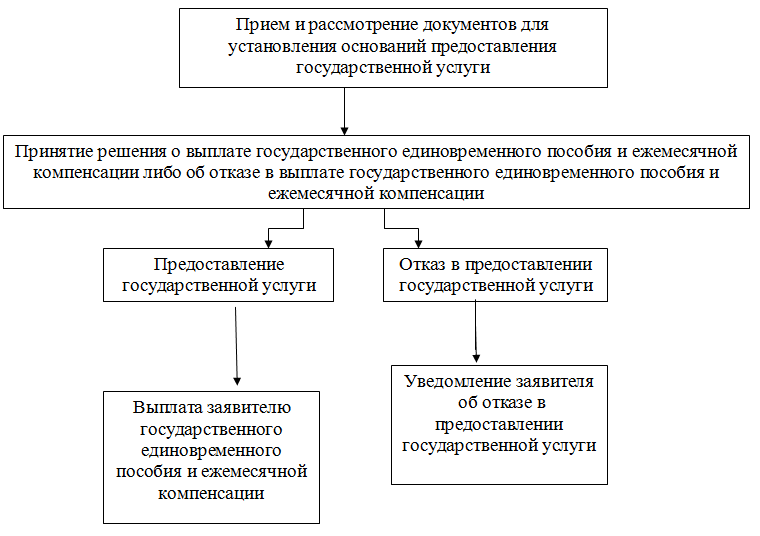 Прием и рассмотрение документов для
установления оснований предоставления
государственной услуги
Принятие решения о выплате государственного единовременного пособия и ежемесячной
компенсации либо об отказе в выплате государственного единовременного пособия и
ежемесячной компенсации
Предоставление
государственной услуги
Отказ в предоставлении
государственной услуги
Выплата заявителю
государственного
единовременного
пособия и ежемесячной
компенсации
Уведомление заявителя
об отказе в
предоставлении
государственной услуги